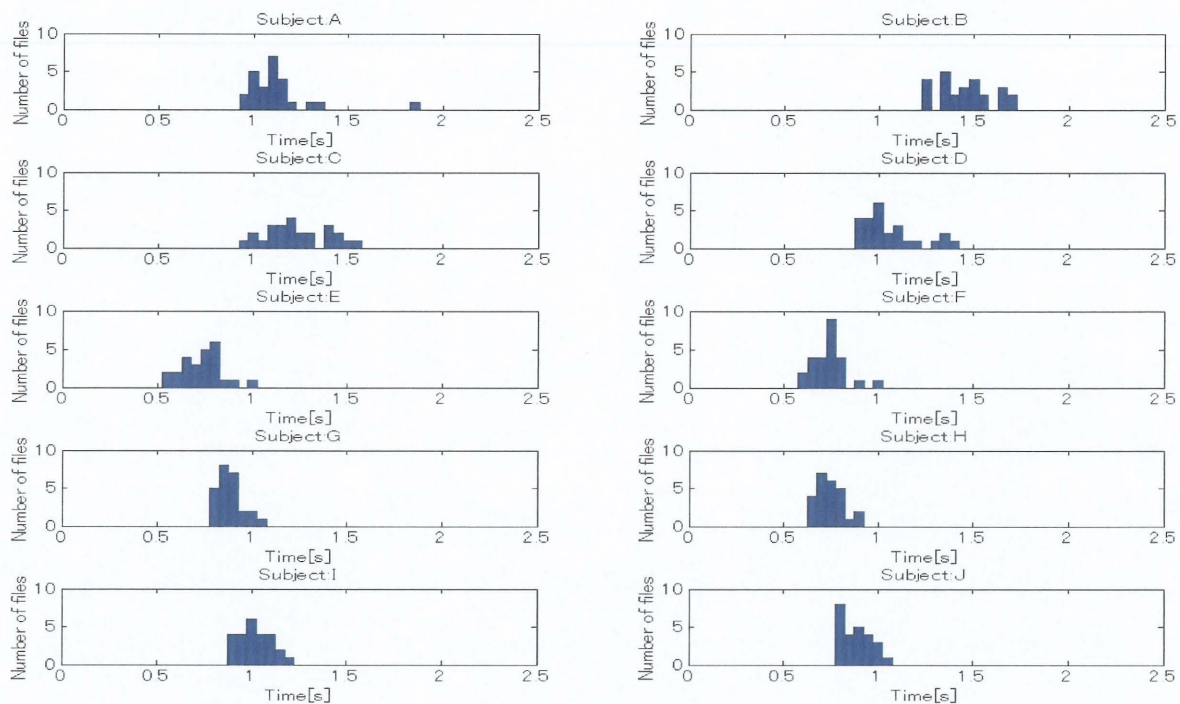 Subject:A
Number of files
10
5
0
0 0.5 1 1.5 2 2.5
Time[s]
Subject:B
Number of files
10
5
0
0 0.5 1 1.5 2 2.5
Time[s]
Subject:C
Number of files
10
5
0
0 0.5 1 1.5 2 2.5
Time[s]
Subject:D
Number of files
10
5
0
0 0.5 1 1.5 2 2.5
Time[s]
Subject:E
Number of files
10
5
0
0 0.5 1 1.5 2 2.5
Time[s]
Subject:F
Number of files
10
5
0
0 0.5 1 1.5 2 2.5
Time[s]
Subject:G
Number of files
10
5
0
0 0.5 1 1.5 2 2.5
Time[s]
Subject:H
Number of files
10
5
0
0 0.5 1 1.5 2 2.5
Time[s]
Subject:I
Number of files
10
5
0
0 0.5 1 1.5 2 2.5
Time[s]
Subject:J
Number of files
10
5
0
0 0.5 1 1.5 2 2.5
Time[s]